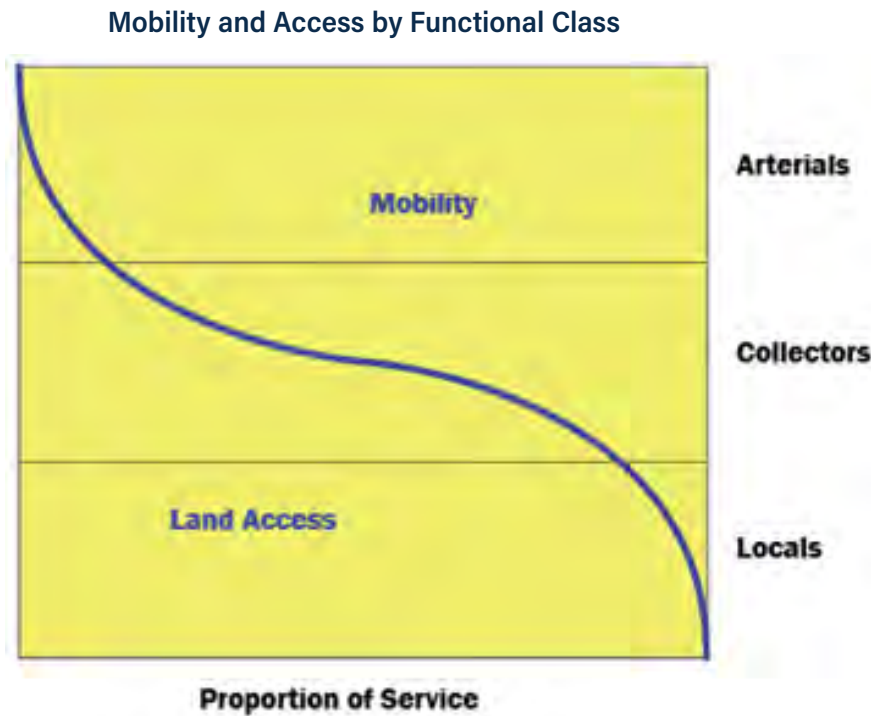 Mobility and Access by Functional Class
Arterials
Mobility
Collectors
Land Access
Locals
Proportion of Service